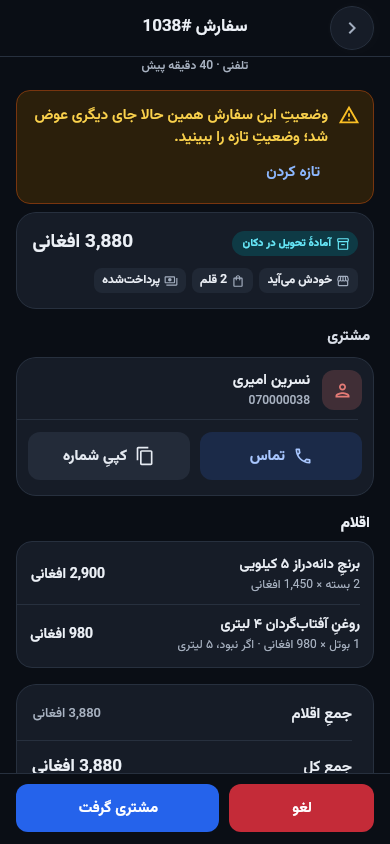 سفارش #1038
تلفنی · 40 دقیقه پیش
وضعیتِ این سفارش همین حالا جای دیگری عوض
شد؛ وضعیتِ تازه را ببینید.
تازه کردن
آمادهٔ تحویل در دکان
3,880 افغانی
خودش می‌آید
2 قلم
پرداخت‌شده
مشتری
نسرین امیری
070000038
تماس
کپیِ شماره
اقلام
برنجِ دانه‌دراز ۵ کیلویی
2,900 افغانی
2 بسته × 1,450 افغانی
روغنِ آفتاب‌گردان ۴ لیتری
980 افغانی
1 بوتل × 980 افغانی · اگر نبود، ۵ لیتری
جمعِ اقلام
3,880 افغانی
جمع کل
3,880 افغانی
لغو
مشتری گرفت